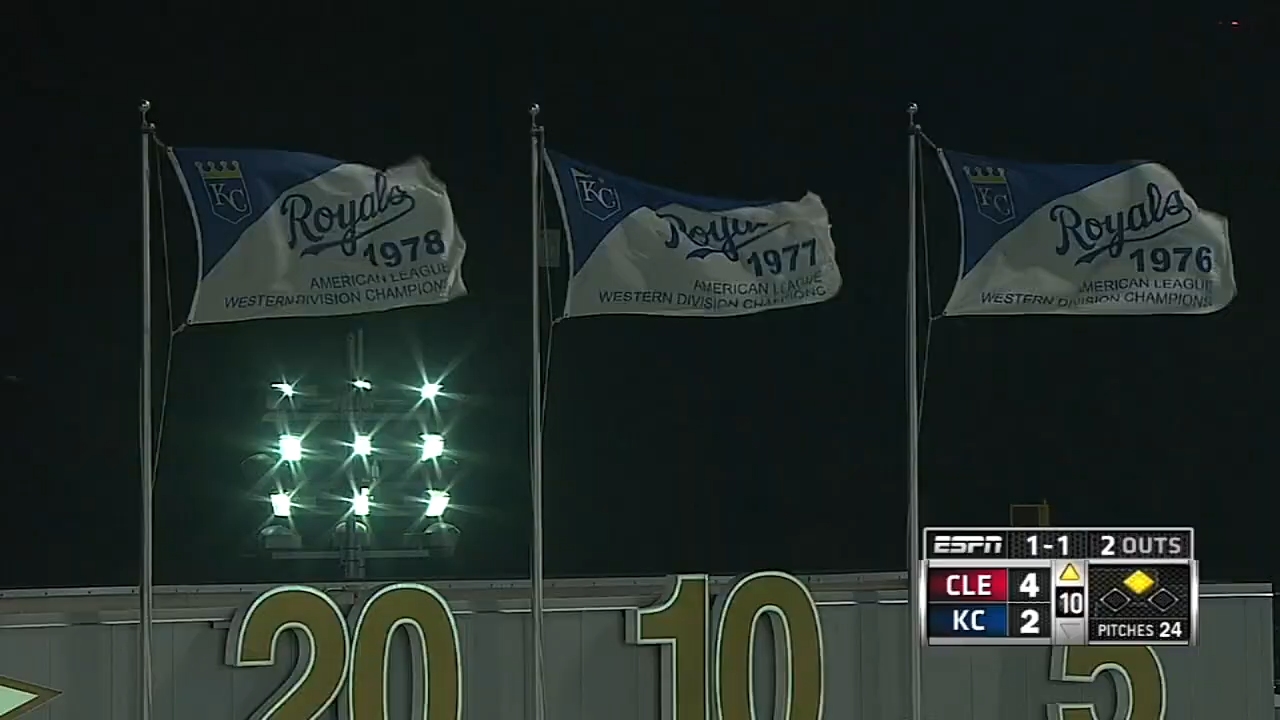 KC
Royals
1978
AMERICAN LEAGUE
WESTERN DIVISION CHAMPIONS
KC
Royals
1977
AMERICAN LEAGUE
WESTERN DIVISION CHAMPIONS
KC
Royals
1976
AMERICAN LEAGUE
WESTERN DIVISION CHAMPIONS
ESPN 1-1 2 OUTS
CLE 4
10
KC 2
PITCHES 24
20 10 5